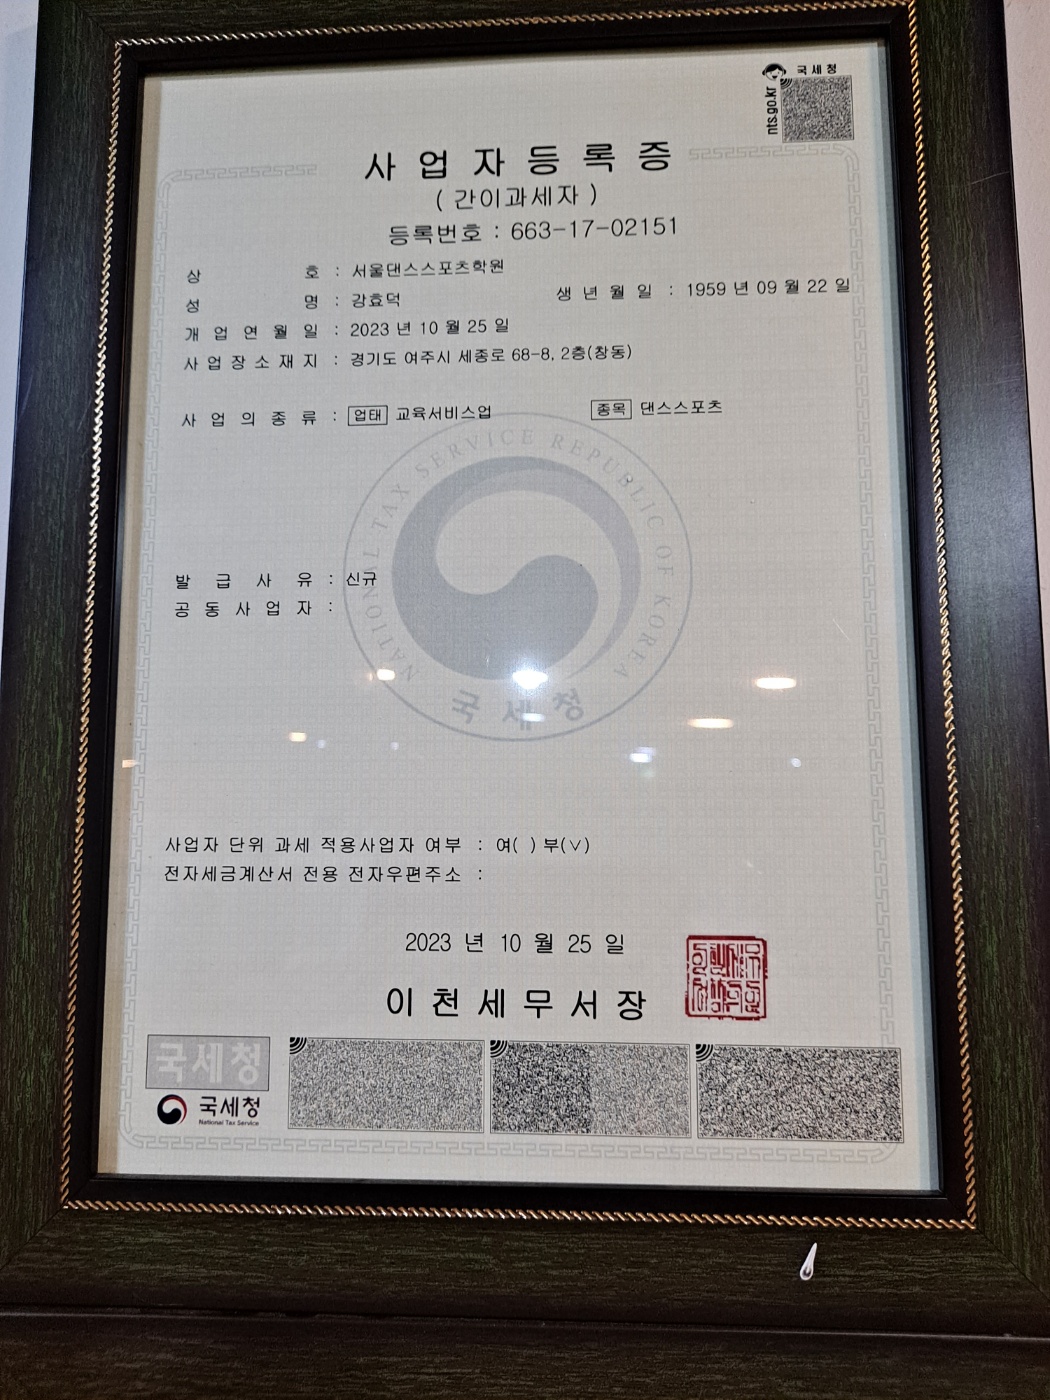 국세청
nts.go.kr
사업자등록증
( 간이과세자 )
등록번호 : 663-17-02151
상 호 : 서울댄스스포츠학원
성 명 : 강효덕 생 년 월 일 : 1959 년 09 월 22 일
개 업 연 월 일 : 2023 년 10 월 25 일
사 업 장 소 재 지 : 경기도 여주시 세종로 68-8, 2층(창동)
사 업 의 종 류 : 업태 교육서비스업 종목 댄스스포츠
NATIONAL TAX SERVICE REPUBLIC OF KOREA
발 급 사 유 : 신규
공 동 사 업 자 :
국세청
사업자 단위 과세 적용사업자 여부 : 여( ) 부(∨)
전자세금계산서 전용 전자우편주소 :
2023 년 10 월 25 일
이 천 세 무 서 장
국세청
국세청
National Tax Service